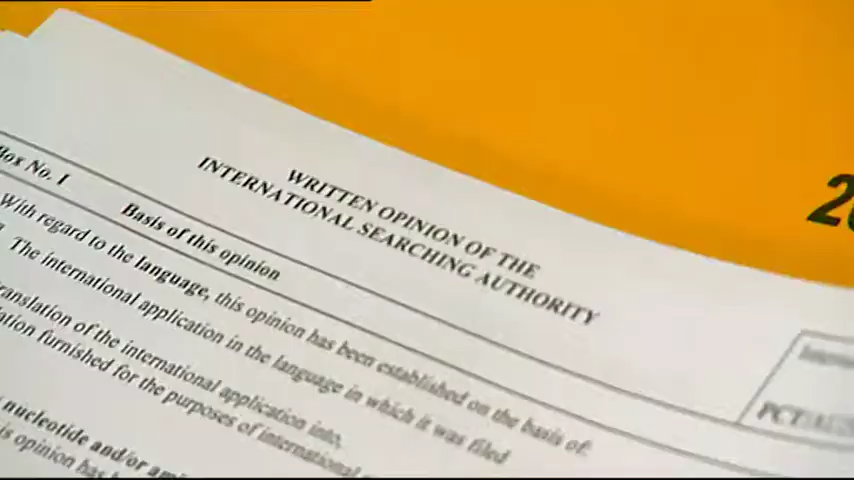 WRITTEN OPINION OF THE
INTERNATIONAL SEARCHING AUTHORITY
Box No. I Basis of this opinion
With regard to the language, this opinion has been established on the basis of:
The international application in the language in which it was filed
translation of the international application into,
furnished for the purposes of international
nucleotide and/or
this opinion has